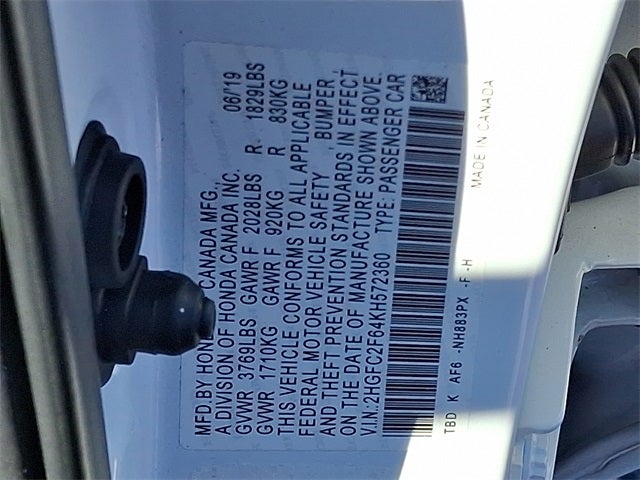 MFD BY HONDA CANADA MFG., 06/19
A DIVISION OF HONDA CANADA INC.
GVWR 3769LBS GAWR F 2028LBS R 1829LBS
GVWR 1710KG GAWR F 920KG R 830KG
THIS VEHICLE CONFORMS TO ALL APPLICABLE
FEDERAL MOTOR VEHICLE SAFETY , BUMPER ,
AND THEFT PREVENTION STANDARDS IN EFFECT
ON THE DATE OF MANUFACTURE SHOWN ABOVE.
V.I.N.: 2HGFC2F64KH572360 TYPE: PASSENGER CAR
TBD K AF6 -NH883PX -F -H MADE IN CANADA